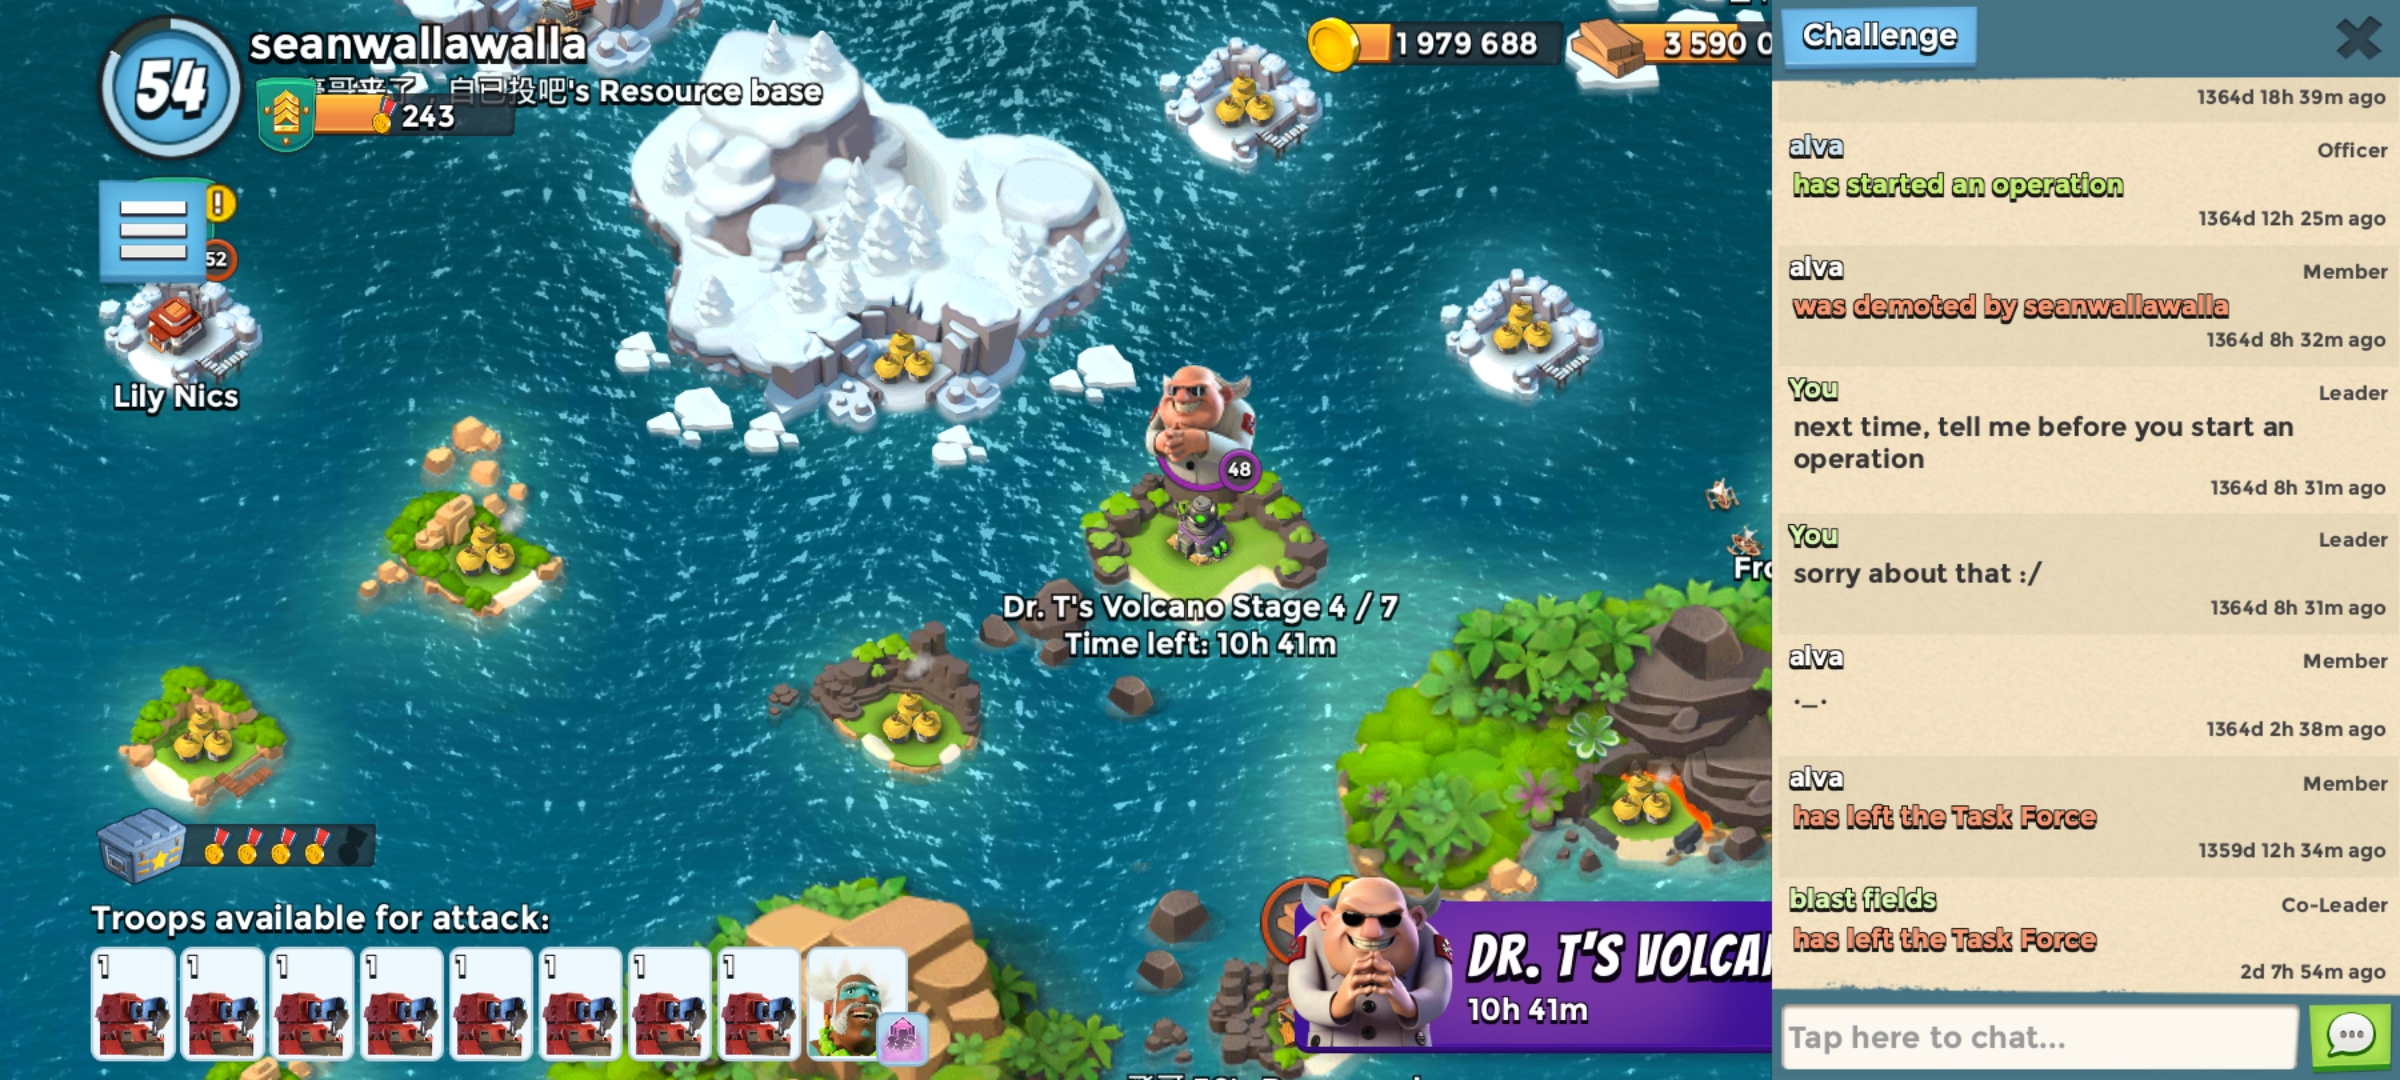 54
seanwallawalla
哥来了，自己投吧's Resource base
243
1 979 688
3 590 0
52
Lily Nics
48
Dr. T's Volcano Stage 4 / 7
Time left: 10h 41m
Troops available for attack:
1
1
1
1
1
1
1
1
DR. T'S VOLCA
10h 41m
Challenge
1364d 18h 39m ago
alva
Officer
has started an operation
1364d 12h 25m ago
alva
Member
was demoted by seanwallawalla
1364d 8h 32m ago
You
Leader
next time, tell me before you start an
operation
1364d 8h 31m ago
You
Leader
sorry about that :/
1364d 8h 31m ago
alva
Member
._.
1364d 2h 38m ago
alva
Member
has left the Task Force
1359d 12h 34m ago
blast fields
Co-Leader
has left the Task Force
2d 7h 54m ago
Tap here to chat...